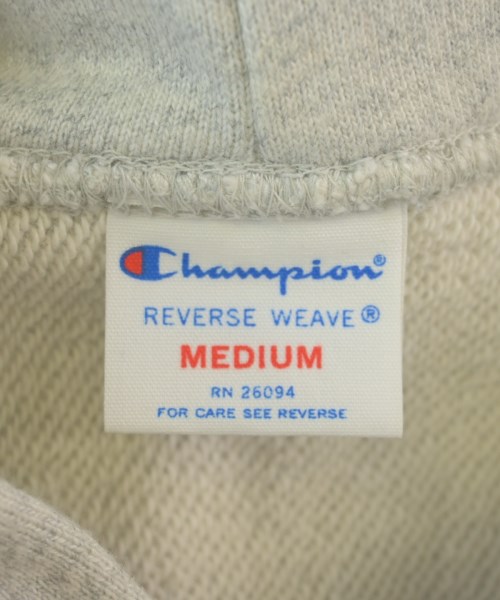 Champion®
REVERSE WEAVE®
MEDIUM
RN 26094
FOR CARE SEE REVERSE